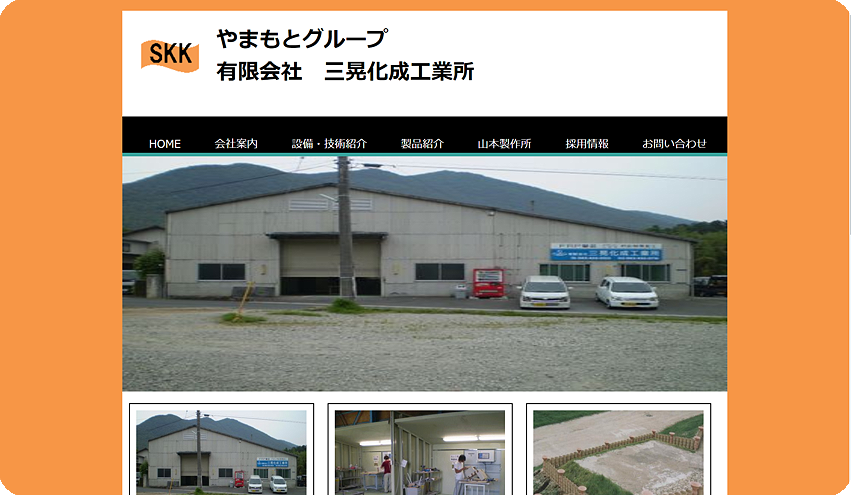 SKK
やまもとグループ
有限会社　三晃化成工業所
HOME 会社案内 設備・技術紹介 製品紹介 山本製作所 採用情報 お問い合わせ
三晃化成工業所